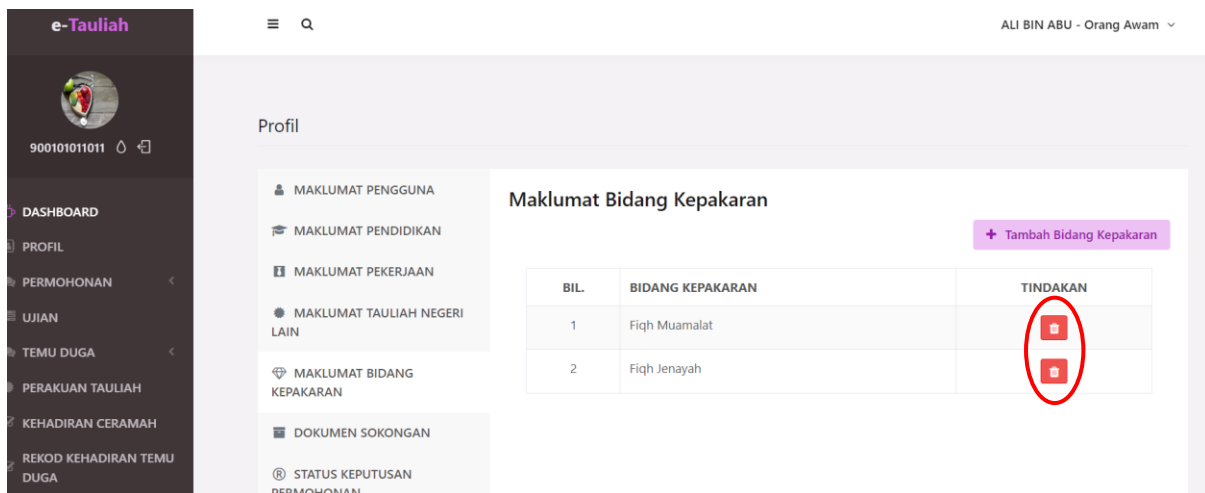 e-Tauliah
ALI BIN ABU - Orang Awam
900101011011
DASHBOARD
PROFIL
PERMOHONAN
UJIAN
TEMU DUGA
PERAKUAN TAULIAH
KEHADIRAN CERAMAH
REKOD KEHADIRAN TEMU
DUGA
Profil
MAKLUMAT PENGGUNA
MAKLUMAT PENDIDIKAN
MAKLUMAT PEKERJAAN
MAKLUMAT TAULIAH NEGERI
LAIN
MAKLUMAT BIDANG
KEPAKARAN
DOKUMEN SOKONGAN
® STATUS KEPUTUSAN
PERMOHONAN
Maklumat Bidang Kepakaran
+ Tambah Bidang Kepakaran
BIL. BIDANG KEPAKARAN TINDAKAN
1 Fiqh Muamalat
2 Fiqh Jenayah